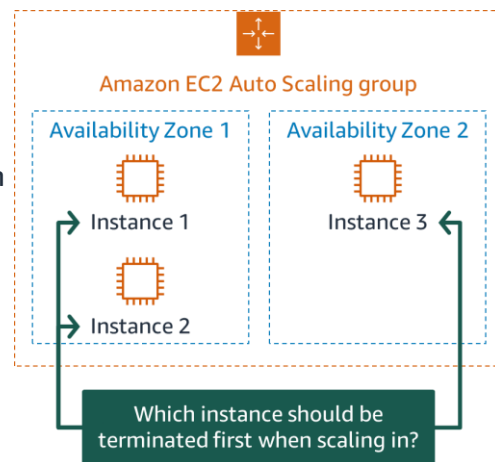 Amazon EC2 Auto Scaling group
Availability Zone 1
Availability Zone 2
Instance 1
Instance 3
Instance 2
Which instance should be
terminated first when scaling in?